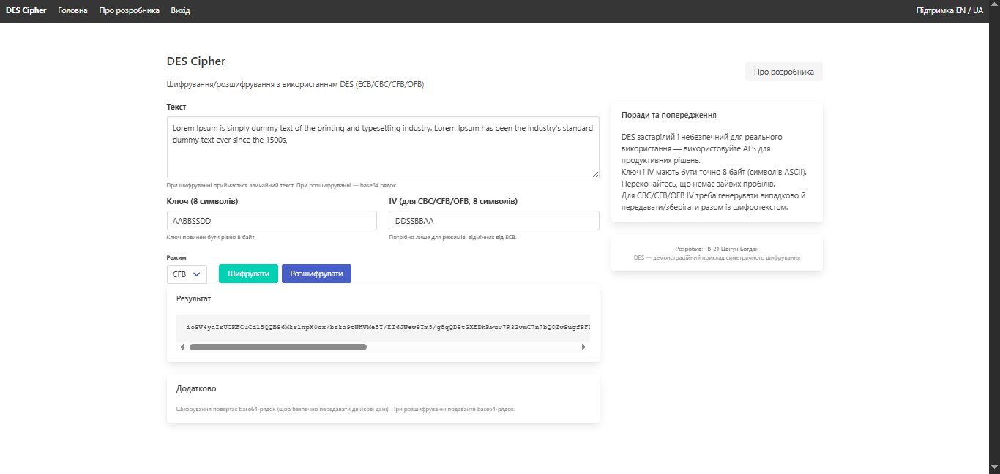 DES Cipher Головна Про розробника Вихід Підтримка EN / UA
DES Cipher
Про розробника
Шифрування/розшифрування з використанням DES (ECB/CBC/CFB/OFB)
Текст
Lorem Ipsum is simply dummy text of the printing and typesetting industry. Lorem Ipsum has been the industry's standard
dummy text ever since the 1500s,
При шифруванні приймається звичайний текст. При розшифруванні — base64 рядок.
Ключ (8 символів)
IV (для CBC/CFB/OFB, 8 символів)
AABBSSDD
DDSSBBAA
Ключ повинен бути рівно 8 байт.
Потрібно лише для режимів, відмінних від ECB.
Режим
CFB Шифрувати Розшифрувати
Результат
Додатково
Шифрування повертає base64-рядок (щоб безпечно передавати двійкові дані). При розшифруванні подавайте base64-рядок.
Поради та попередження
DES застарілий і небезпечний для реального
використання — використовуйте AES для
продуктивних рішень.
Ключ і IV мають бути точно 8 байт (символів ASCII).
Переконайтесь, що немає зайвих пробілів.
Для CBC/CFB/OFB IV треба генерувати випадково й
передавати/зберігати разом із шифротекстом.
Розробив: ТВ-21 Цвігун Богдан
DES — демонстраційний приклад симетричного шифрування